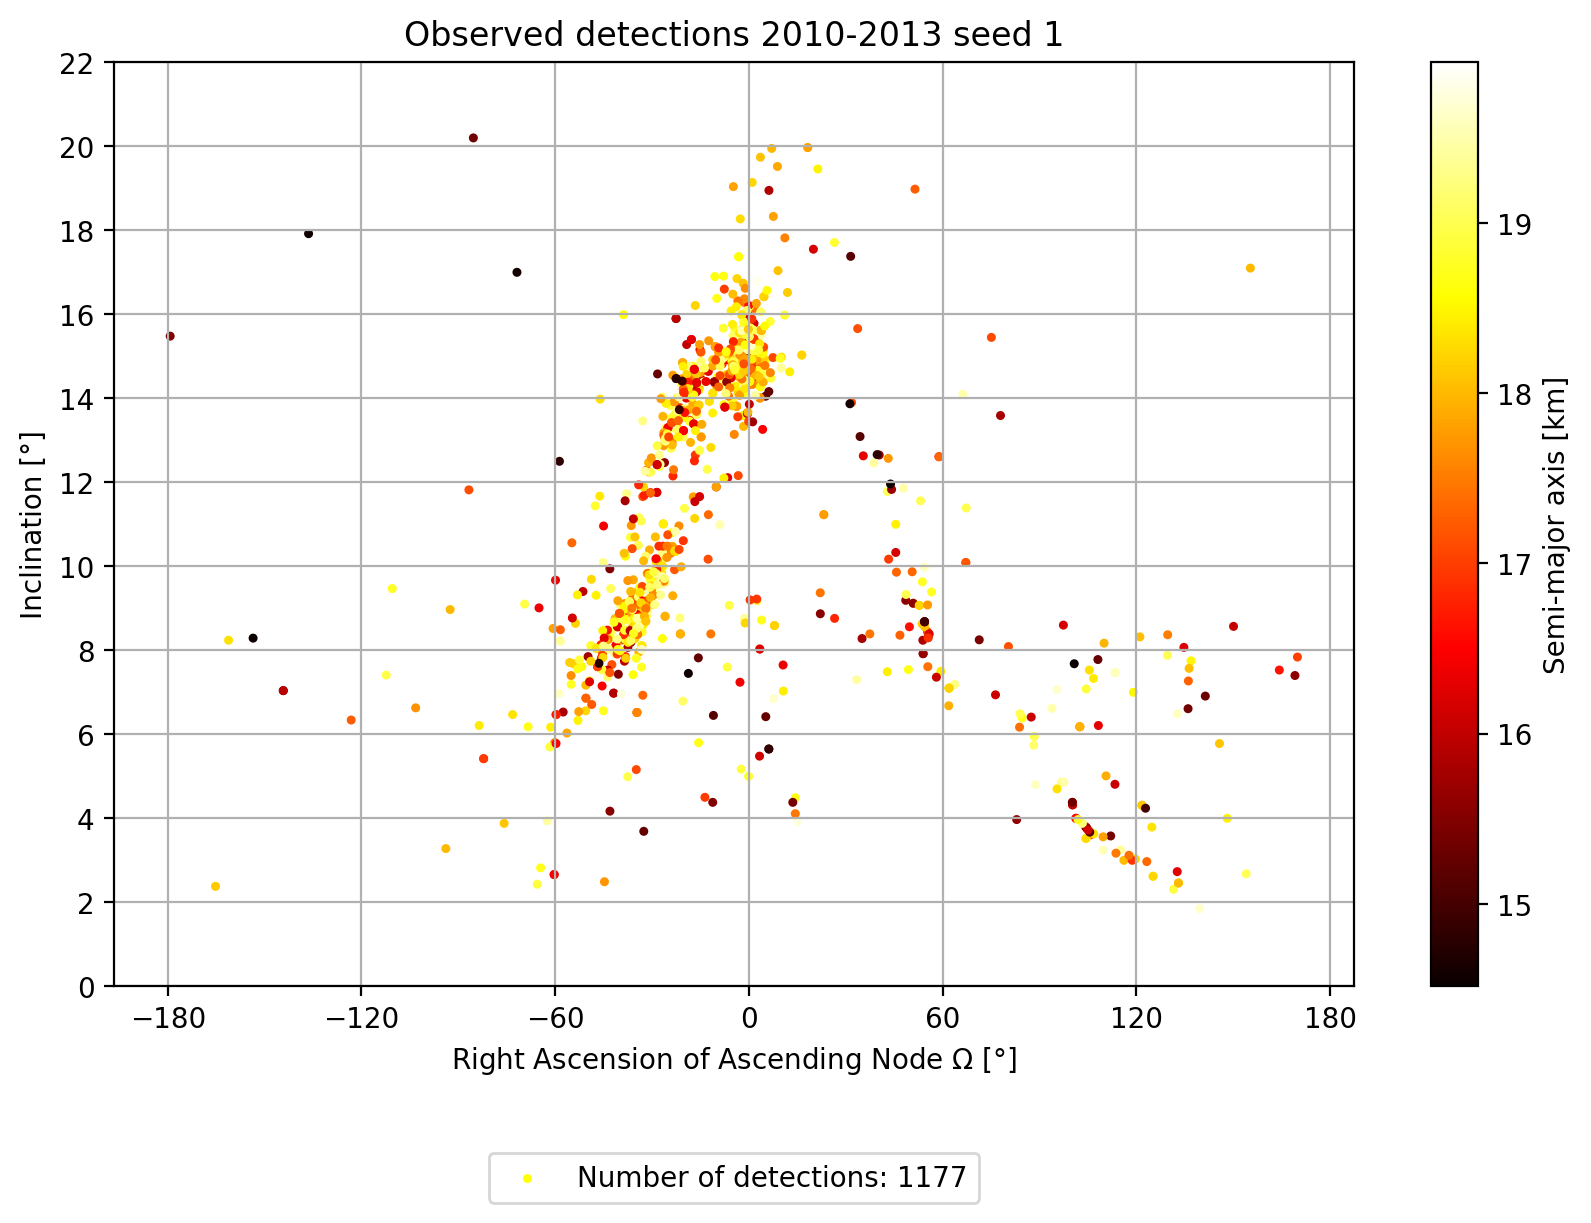 Observed detections 2010-2013 seed 1
22
20
18
16
14
12
10
8
6
4
2
0
Inclination [°]
−180 −120 −60 0 60 120 180
Right Ascension of Ascending Node Ω [°]
19
18
17
16
15
Semi-major axis [km]
Number of detections: 1177